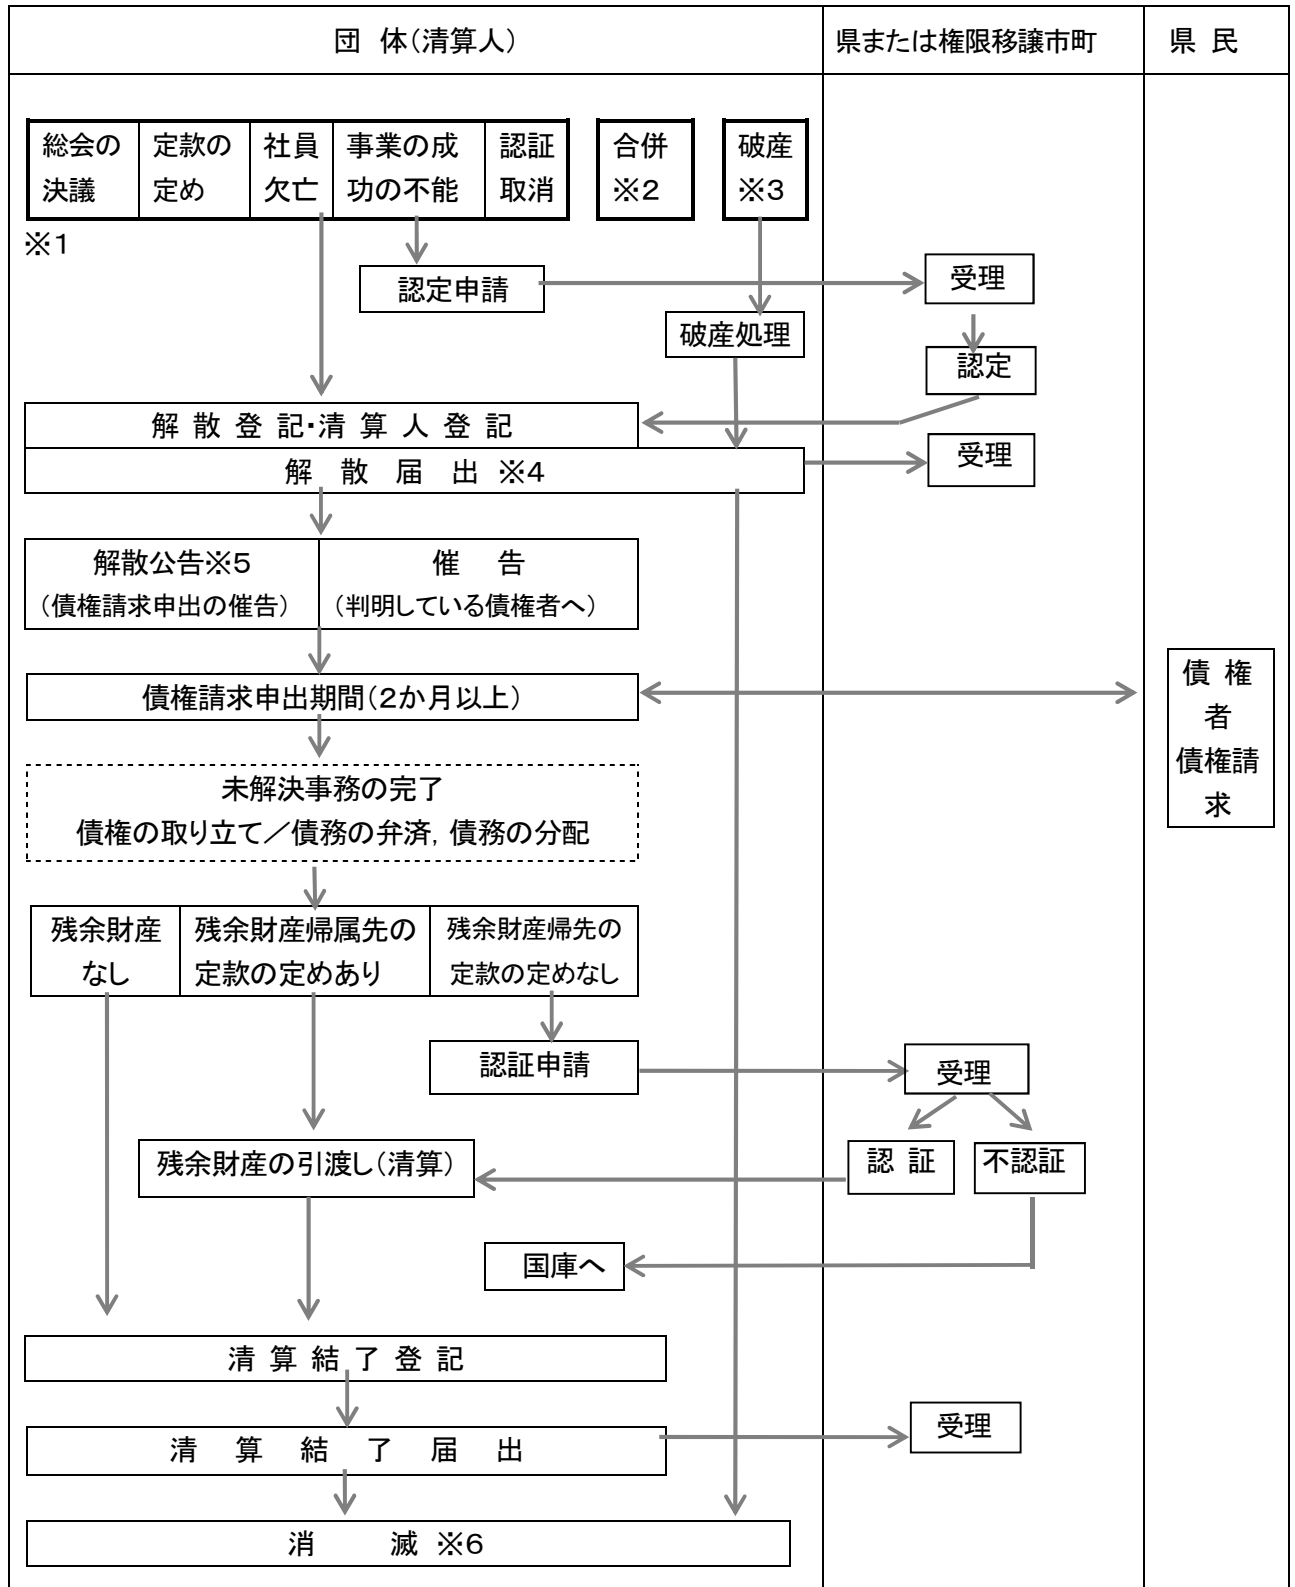 団 体(清算人)
県または権限移譲市町
県 民
総会の
決議
定款の
定め
社員
欠亡
事業の成
功の不能
認証
取消
合併
※2
破産
※3
※1
認定申請
受理
破産処理
認定
解 散 登 記・清 算 人 登 記
解 散 届 出 ※4
受理
解散公告※5
(債権請求申出の催告)
催 告
(判明している債権者へ)
債権請求申出期間(2か月以上)
債 権
者
債権請
求
未解決事務の完了
債権の取り立て/債務の弁済,債務の分配
残余財産
なし
残余財産帰属先の
定款の定めあり
残余財産帰先の
定款の定めなし
認証申請
受理
残余財産の引渡し(清算)
認 証
不認証
国庫へ
清 算 結 了 登 記
清 算 結 了 届 出
受理
消 滅 ※6